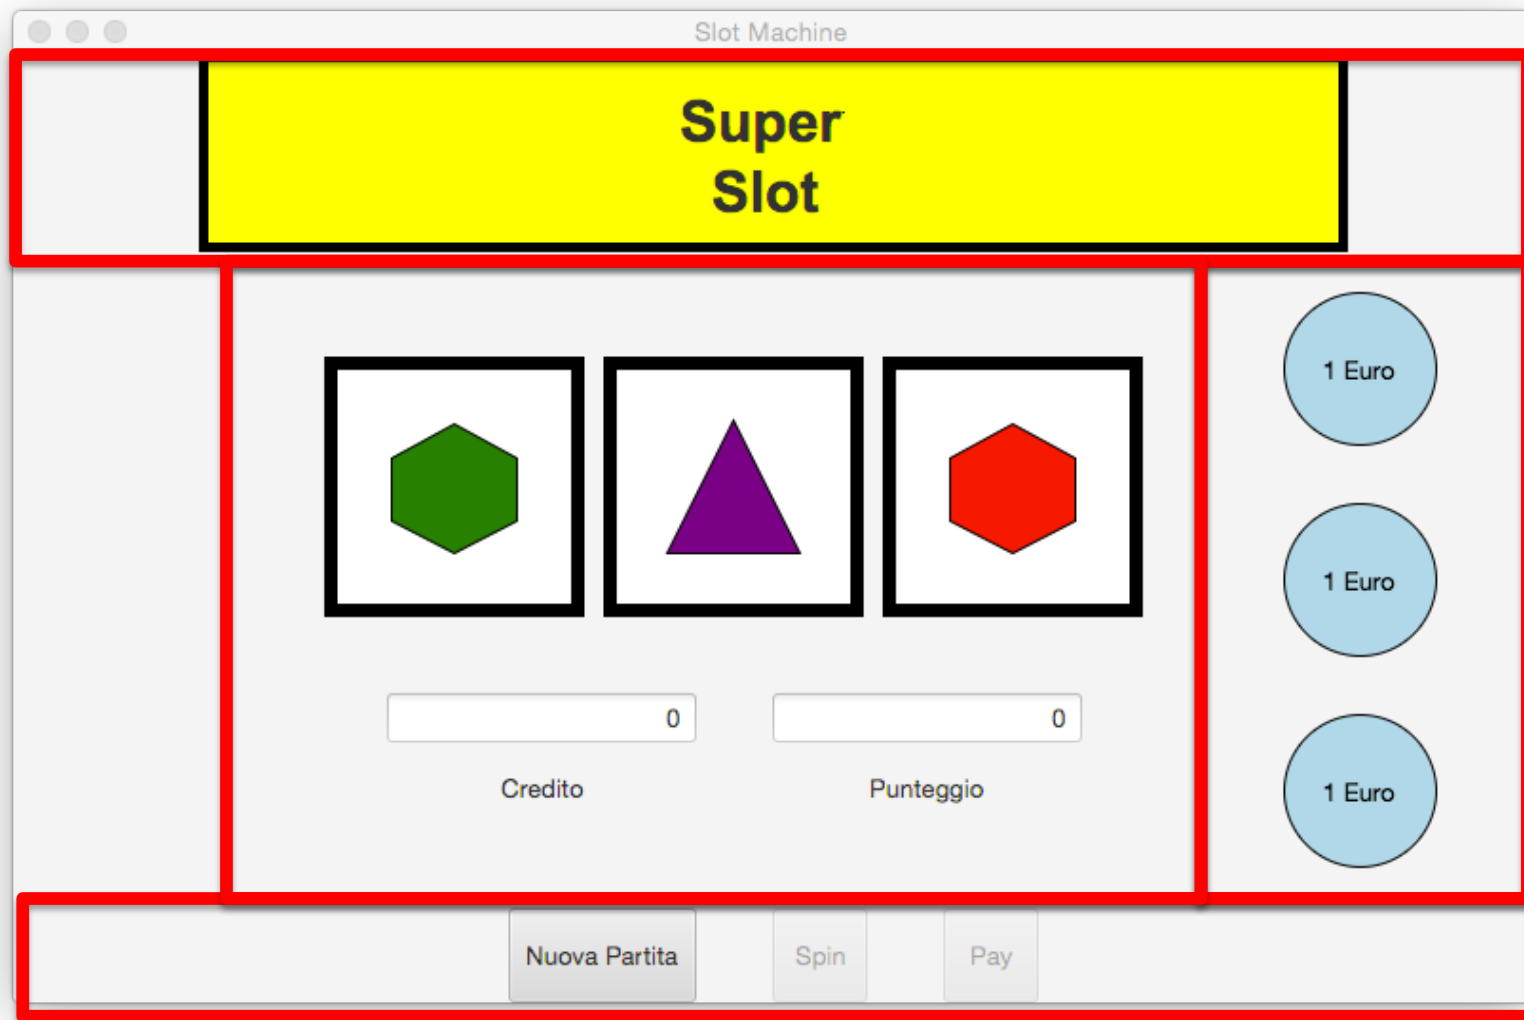 Slot Machine
Super
Slot
1 Euro
1 Euro
1 Euro
0 0
Credito Punteggio
Nuova Partita Spin Pay